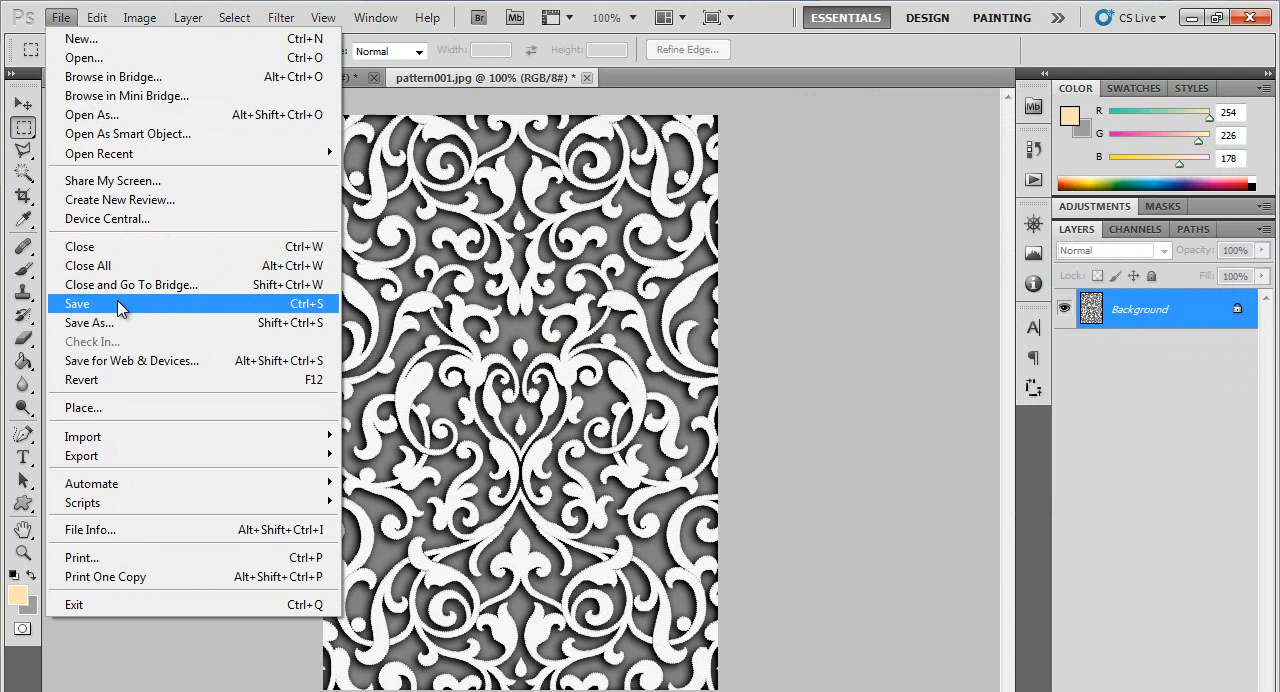 Ps File Edit Image Layer Select Filter View Window Help Br Mb 100% ESSENTIALS DESIGN PAINTING CS Live
Normal Width: Height: Refine Edge...
pattern001.jpg @ 100% (RGB/8#) *
New... Ctrl+N
Open... Ctrl+O
Browse in Bridge... Alt+Ctrl+O
Browse in Mini Bridge...
Open As... Alt+Shift+Ctrl+O
Open As Smart Object...
Open Recent
Share My Screen...
Create New Review...
Device Central...
Close Ctrl+W
Close All Alt+Ctrl+W
Close and Go To Bridge... Shift+Ctrl+W
Save Ctrl+S
Save As... Shift+Ctrl+S
Check In...
Save for Web & Devices... Alt+Shift+Ctrl+S
Revert F12
Place...
Import
Export
Automate
Scripts
File Info... Alt+Shift+Ctrl+I
Print... Ctrl+P
Print One Copy Alt+Shift+Ctrl+P
Exit Ctrl+Q
Mb
COLOR SWATCHES STYLES
R 254
G 226
B 178
ADJUSTMENTS MASKS
LAYERS CHANNELS PATHS
Normal Opacity: 100%
Lock: Fill: 100%
Background